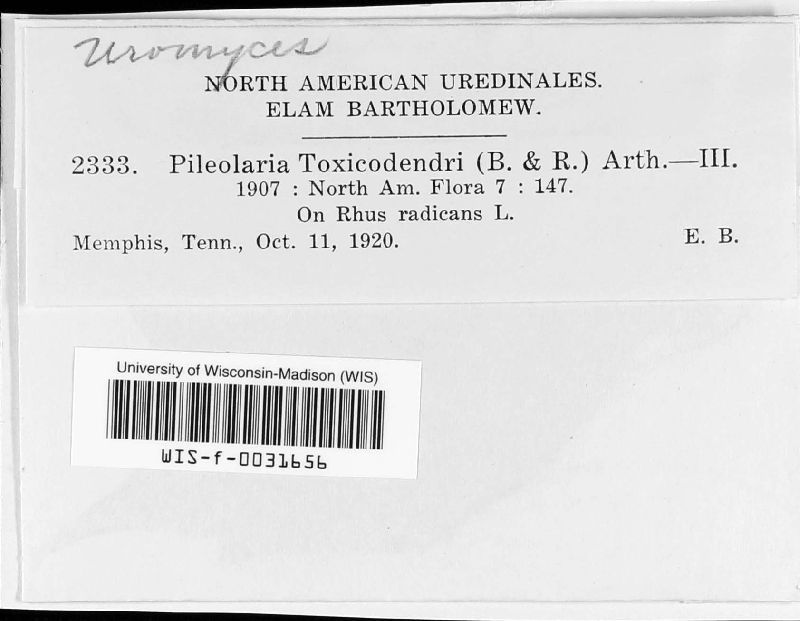 Uromyces
NORTH AMERICAN UREDINALES.
ELAM BARTHOLOMEW.
2333. Pileolaria Toxicodendri (B. & R.) Arth.—III.
1907 : North Am. Flora 7 : 147.
On Rhus radicans L.
Memphis, Tenn., Oct. 11, 1920. E. B.
University of Wisconsin-Madison (WIS)
WIS-f-0031656